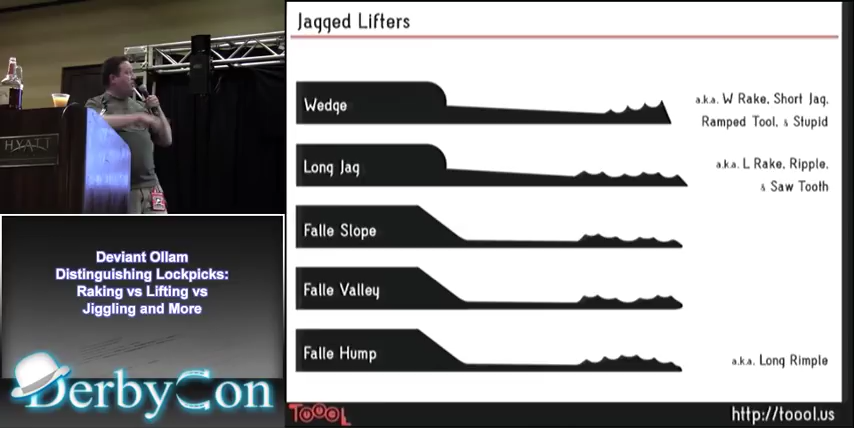 HYATT
Deviant Ollam
Distinguishing Lockpicks:
Raking vs Lifting vs
Jiggling and More
DerbyCon
Jagged Lifters
Wedge
a.k.a. W Rake, Short Jag,
Ramped Tool, & Stupid
Long Jag
a.k.a. L Rake, Ripple,
& Saw Tooth
Falle Slope
Falle Valley
Falle Hump
a.k.a. Long Rimple
TOOOL
http://toool.us